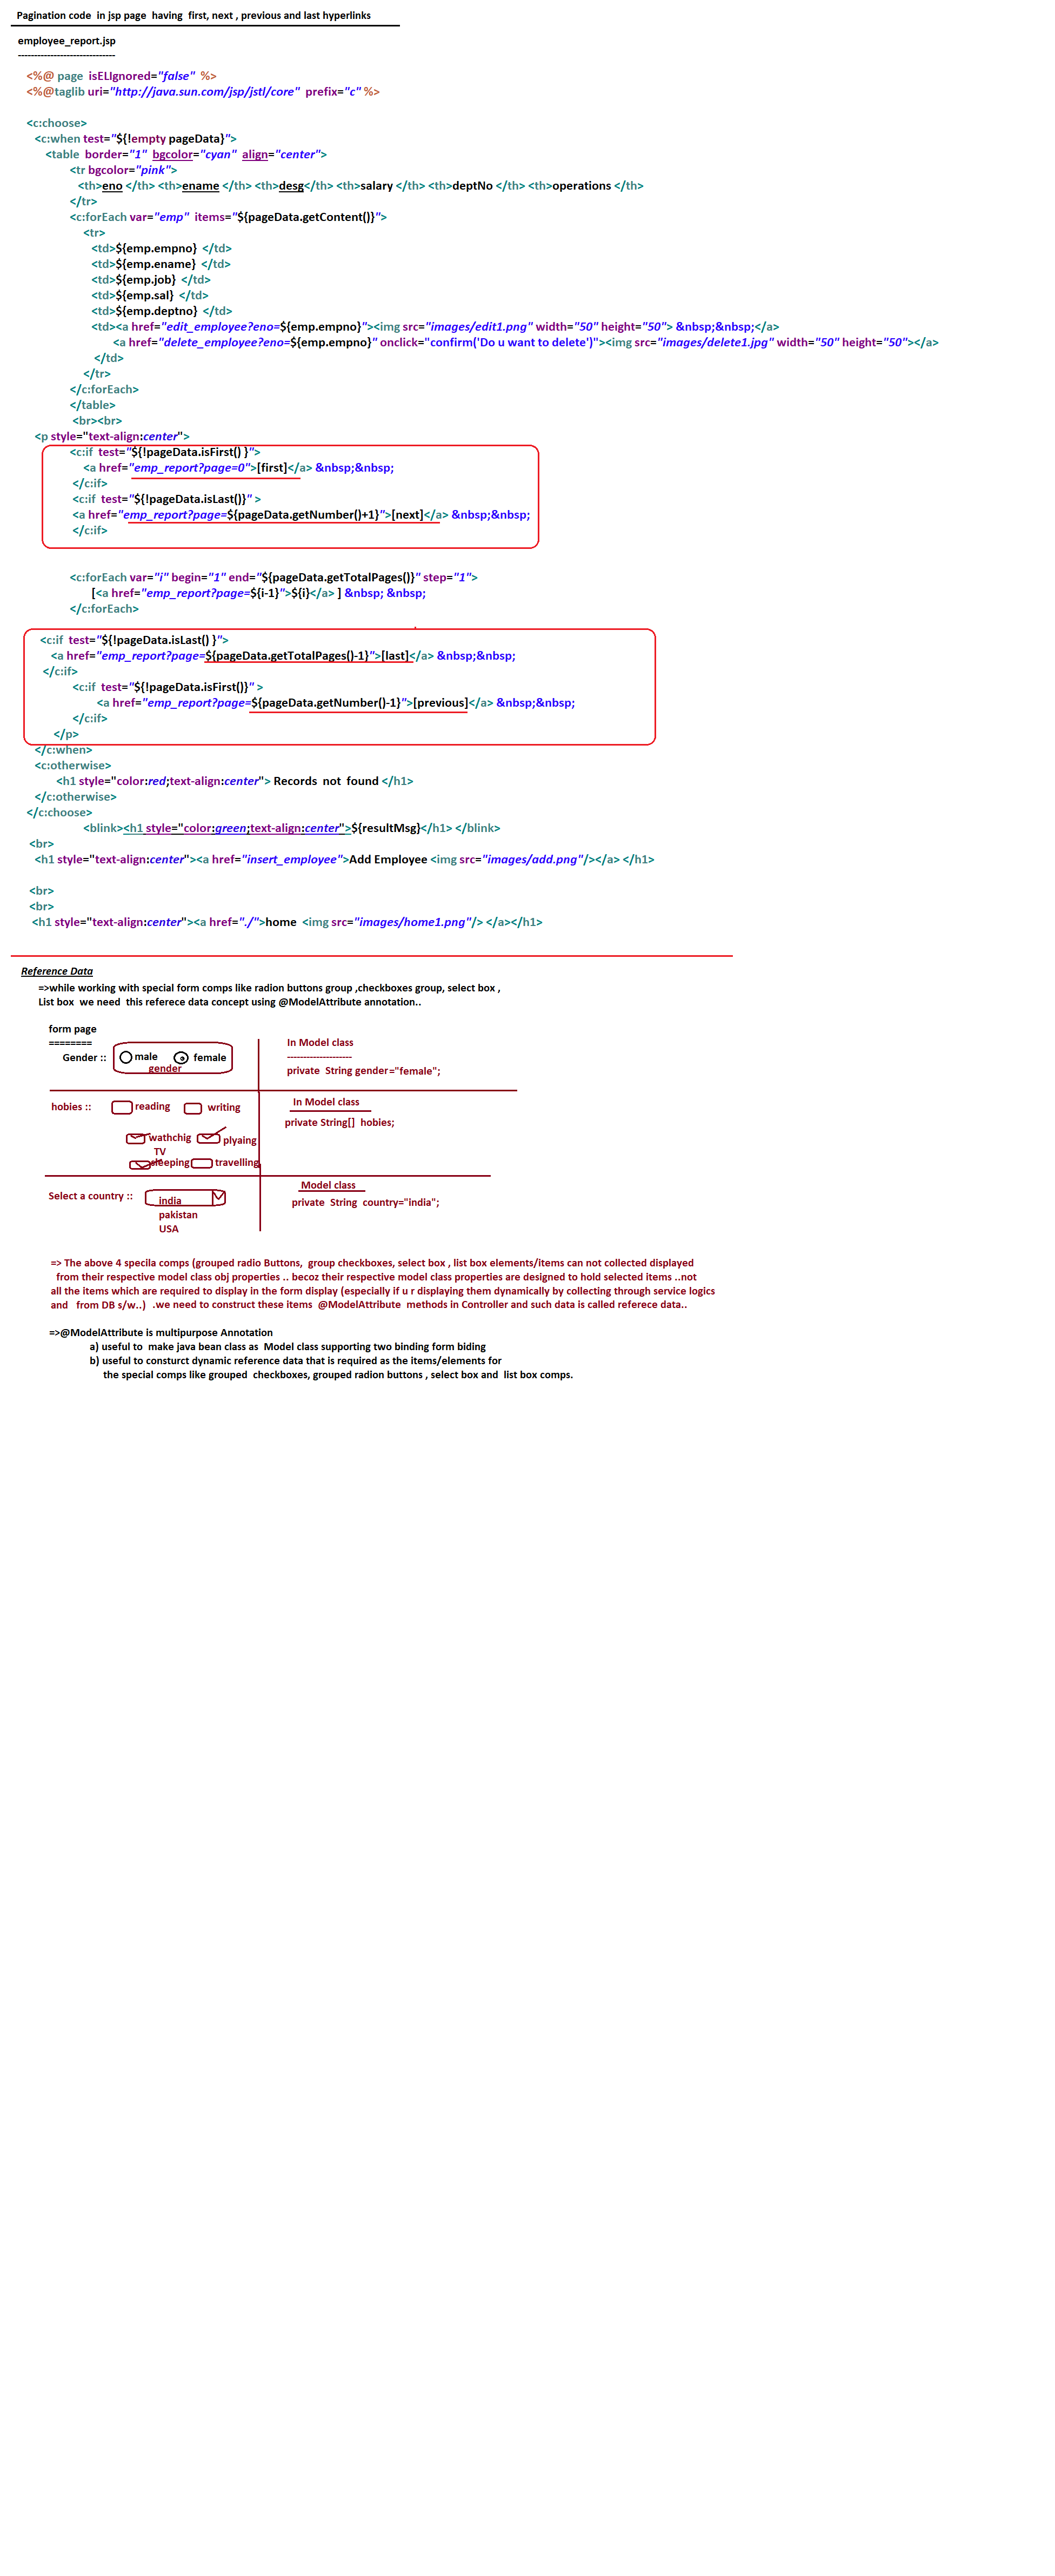 Pagination code  in jsp page  having  first, next , previous and last hyperlinks
employee_report.jsp
------------------------------
<%@ page  isELIgnored="false"  %>
<%@taglib uri="http://java.sun.com/jsp/jstl/core"  prefix="c" %>
<c:choose>
<c:when test="${!empty pageData}">
<table  border="1"  bgcolor="cyan"  align="center">
<tr bgcolor="pink">
<th>eno </th> <th>ename </th> <th>desg</th> <th>salary </th> <th>deptNo </th> <th>operations </th>
</tr>
<c:forEach var="emp"  items="${pageData.getContent()}">
<tr>
<td>${emp.empno}  </td>
<td>${emp.ename}  </td>
<td>${emp.job}  </td>
<td>${emp.sal}  </td>
<td>${emp.deptno}  </td>
<td><a href="edit_employee?eno=${emp.empno}"><img src="images/edit1.png" width="50" height="50"> &nbsp;&nbsp;</a>
<a href="delete_employee?eno=${emp.empno}" onclick="confirm('Do u want to delete')"><img src="images/delete1.jpg" width="50" height="50"></a>
</td>
</tr>
</c:forEach>
</table>
<br><br>
<p style="text-align:center">
<c:if  test="${!pageData.isFirst() }">
<a href="emp_report?page=0">[first]</a> &nbsp;&nbsp;
</c:if>
<c:if  test="${!pageData.isLast()}" >
<a href="emp_report?page=${pageData.getNumber()+1}">[next]</a> &nbsp;&nbsp;
</c:if>
<c:forEach var="i" begin="1" end="${pageData.getTotalPages()}" step="1">
[<a href="emp_report?page=${i-1}">${i}</a> ] &nbsp; &nbsp;
</c:forEach>
<c:if  test="${!pageData.isLast() }">
<a href="emp_report?page=${pageData.getTotalPages()-1}">[last]</a> &nbsp;&nbsp;
</c:if>
<c:if  test="${!pageData.isFirst()}" >
<a href="emp_report?page=${pageData.getNumber()-1}">[previous]</a> &nbsp;&nbsp;
</c:if>
</p>
</c:when>
<c:otherwise>
<h1 style="color:red;text-align:center"> Records  not  found </h1>
</c:otherwise>
</c:choose>
<blink><h1 style="color:green;text-align:center">${resultMsg}</h1> </blink>
<br>
<h1 style="text-align:center"><a href="insert_employee">Add Employee <img src="images/add.png"/></a> </h1>
<br>
<br>
<h1 style="text-align:center"><a href="./">home  <img src="images/home1.png"/> </a></h1>
Reference Data
=>while working with special form comps like radion buttons group ,checkboxes group, select box ,
List box  we need  this referece data concept using @ModelAttribute annotation..
form page
========
In Model class
--------------------
Gender :: male female
gender
private  String gender="female";
hobies :: reading writing
In Model class
private String[]  hobies;
wathchig plyaing
TV
sleeping travelling
Model class
Select a country :: india
private  String  country="india";
pakistan
USA
=> The above 4 specila comps (grouped radio Buttons,  group checkboxes, select box , list box elements/items can not collected displayed
from their respective model class obj properties .. becoz their respective model class properties are designed to hold selected items ..not
all the items which are required to display in the form display (especially if u r displaying them dynamically by collecting through service logics
and   from DB s/w..)  .we need to construct these items  @ModelAttribute  methods in Controller and such data is called referece data..
=>@ModelAttribute is multipurpose Annotation
a) useful to  make java bean class as  Model class supporting two binding form biding
b) useful to consturct dynamic reference data that is required as the items/elements for
the special comps like grouped  checkboxes, grouped radion buttons , select box and  list box comps.